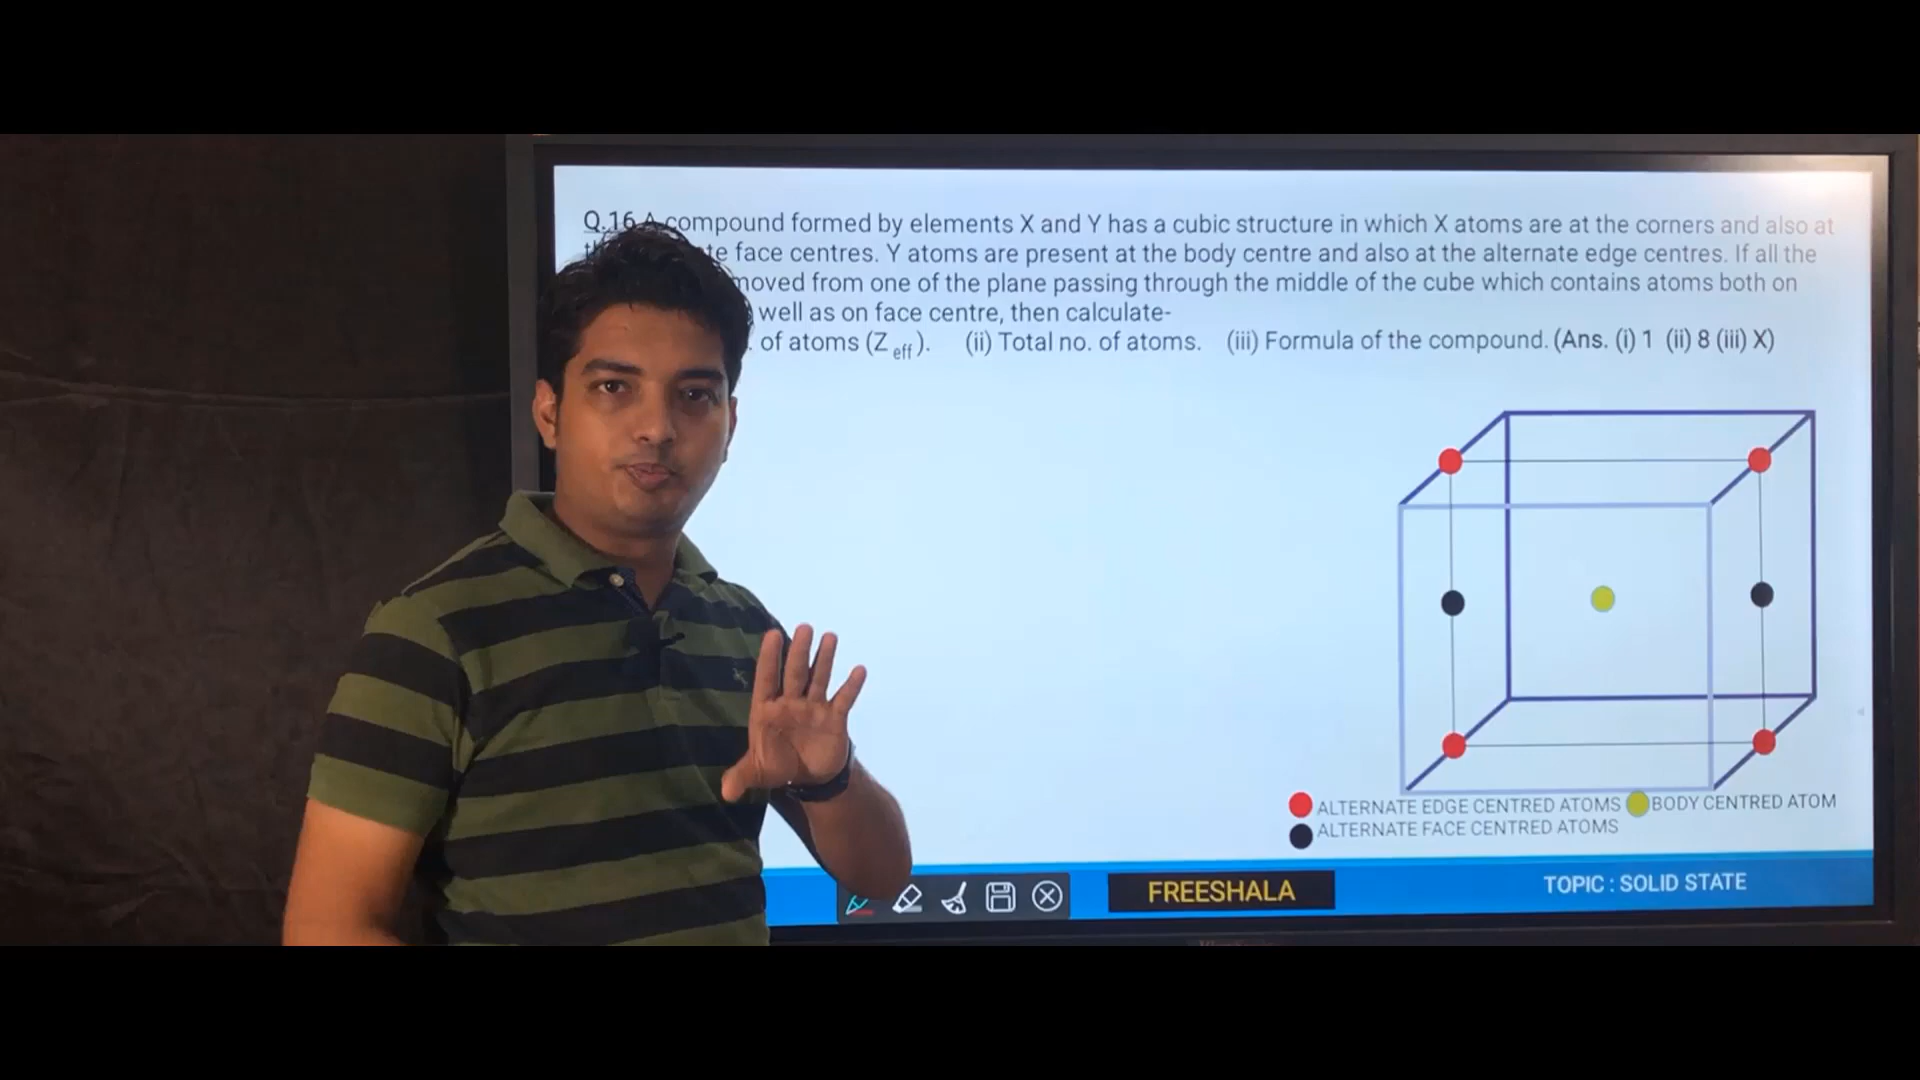 Q.16 A compound formed by elements X and Y has a cubic structure in which X atoms are at the corners and also at
face centres. Y atoms are present at the body centre and also at the alternate edge centres. If all the
from one of the plane passing through the middle of the cube which contains atoms both on
well as on face centre, then calculate-
of atoms (Z eff). (ii) Total no. of atoms. (iii) Formula of the compound. (Ans. (i) 1 (ii) 8 (iii) X)
ALTERNATE EDGE CENTRED ATOMS BODY CENTRED ATOM
ALTERNATE FACE CENTRED ATOMS
FREESHALA
TOPIC : SOLID STATE